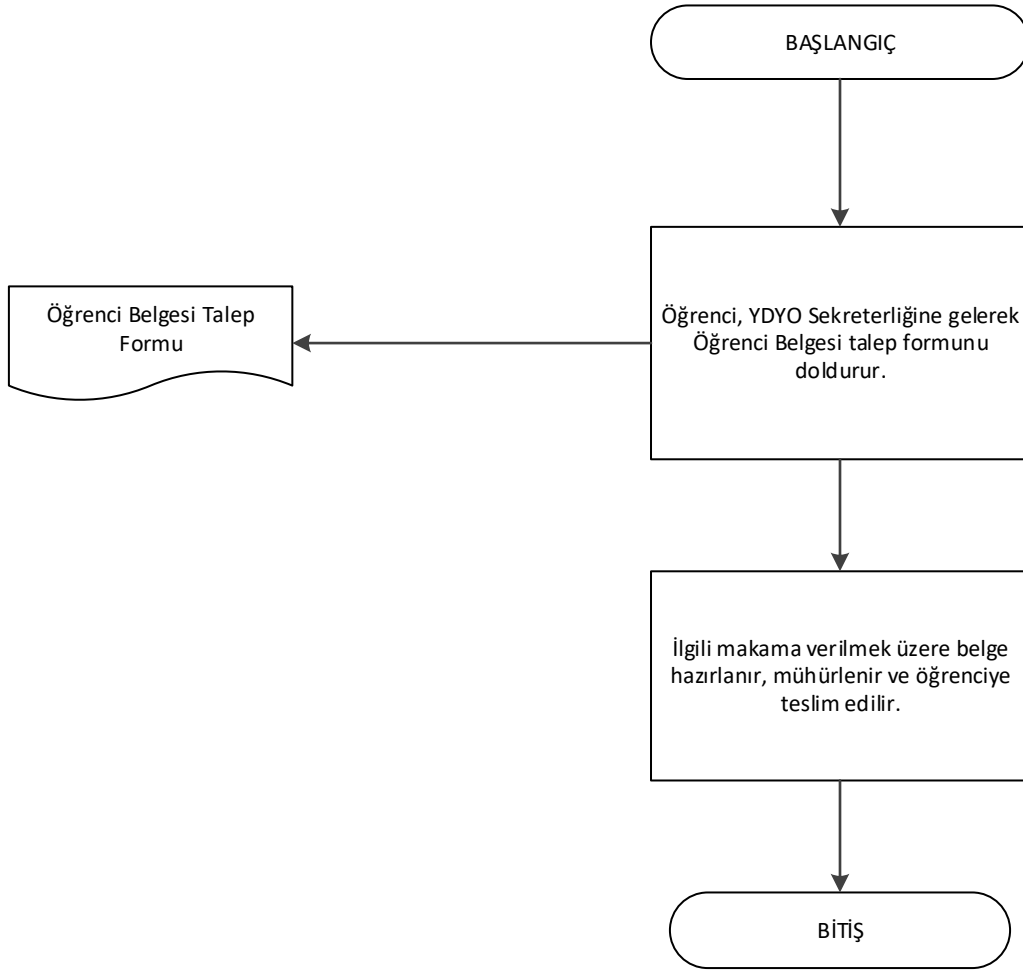 BAŞLANGIÇ
Öğrenci Belgesi Talep
Formu
Öğrenci, YDYO Sekreterliğine gelerek
Öğrenci Belgesi talep formunu
doldurur.
İlgili makama verilmek üzere belge
hazırlanır, mühürlenir ve öğrenciye
teslim edilir.
BİTİŞ